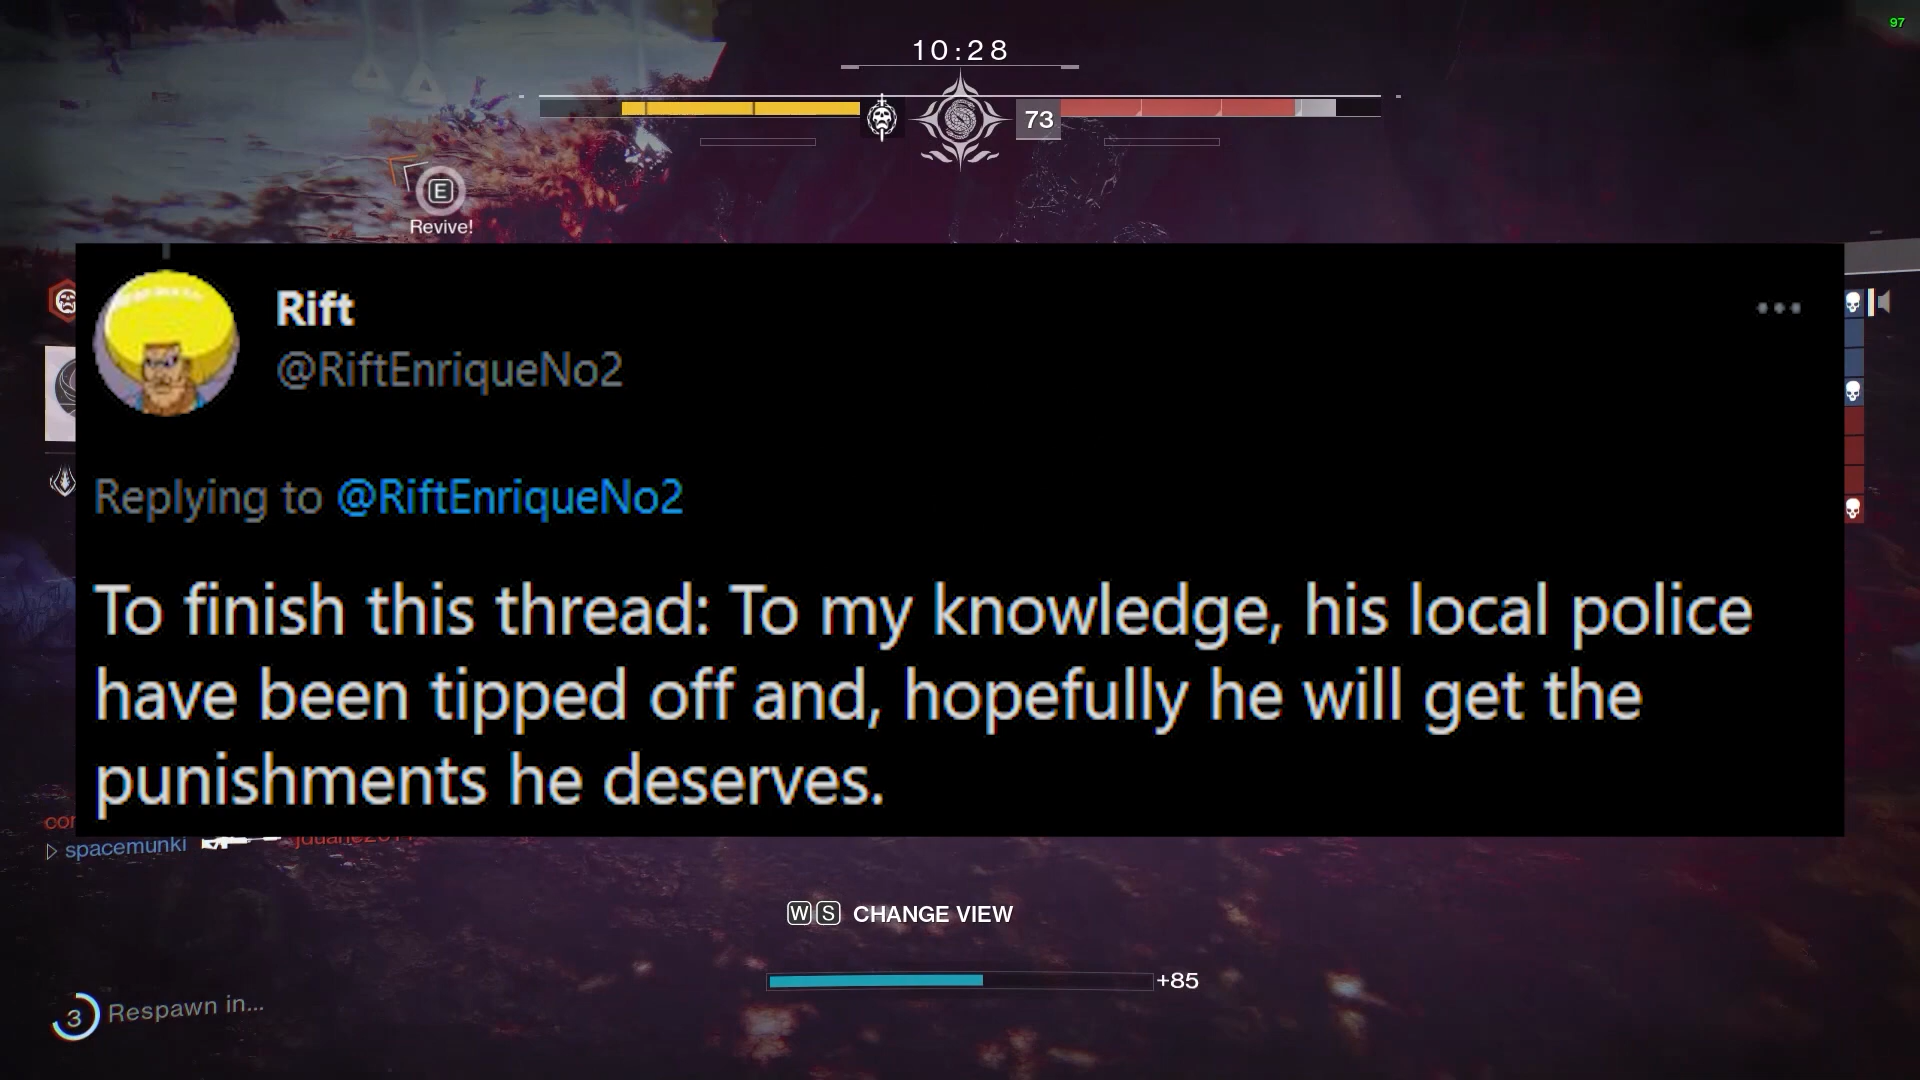 97
10:28
73
E
Revive!
Rift
@RiftEnriqueNo2
Replying to @RiftEnriqueNo2
To finish this thread: To my knowledge, his local police
have been tipped off and, hopefully he will get the
punishments he deserves.
spacemunki
W S CHANGE VIEW
+85
3 Respawn in...